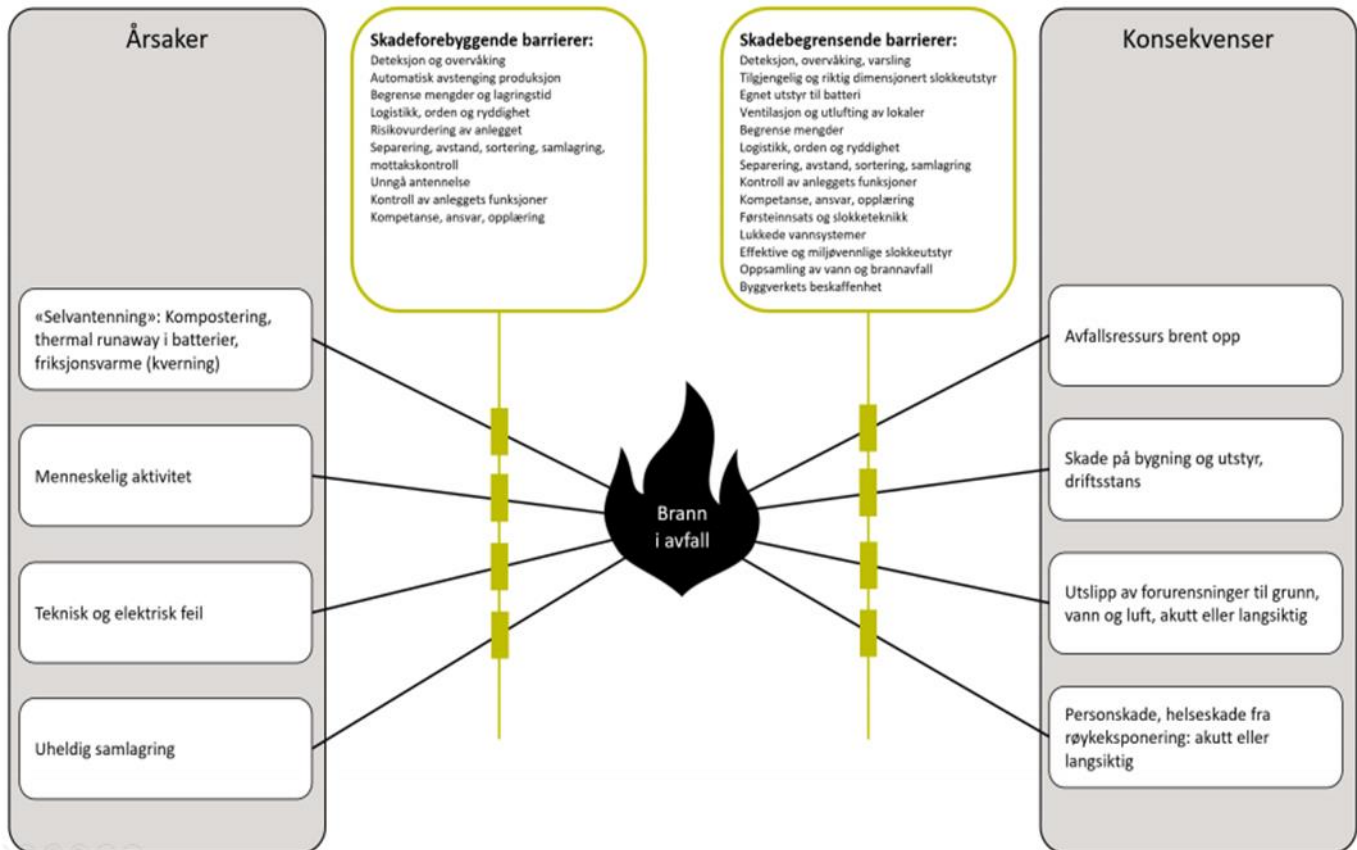 Årsaker
«Selvantenning»: Kompostering,
thermal runaway i batterier,
friksjonsvarme (kverning)
Menneskelig aktivitet
Teknisk og elektrisk feil
Uheldig samlagring
Skadeforebyggende barrierer:
Deteksjon og overvåking
Automatisk avstenging produksjon
Begrense mengder og lagringstid
Logistikk, orden og ryddighet
Risikovurdering av anlegget
Separering, avstand, sortering, samlagring,
mottakskontroll
Unngå antennelse
Kontroll av anleggets funksjoner
Kompetanse, ansvar, opplæring
Brann
i avfall
Skadebegrensende barrierer:
Deteksjon, overvåking, varsling
Tilgjengelig og riktig dimensjonert slokkeutstyr
Egnet utstyr til batteri
Ventilasjon og utlufting av lokaler
Begrense mengder
Logistikk, orden og ryddighet
Separering, avstand, sortering, samlagring
Kontroll av anleggets funksjoner
Kompetanse, ansvar, opplæring
Førsteinnsats og slokketeknikk
Lukkede vannsystemer
Effektive og miljøvennlige slokkeutstyr
Oppsamling av vann og brannavfall
Byggverkets beskaffenhet
Konsekvenser
Avfallsressurs brent opp
Skade på bygning og utstyr,
driftsstans
Utslipp av forurensninger til grunn,
vann og luft, akutt eller langsiktig
Personskade, helseskade fra
røykeksponering: akutt eller
langsiktig